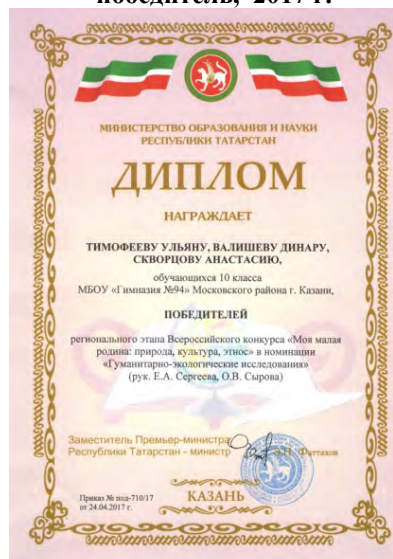 победитель, 2017 г.
МИНИСТЕРСТВО ОБРАЗОВАНИЯ И НАУКИ
РЕСПУБЛИКИ ТАТАРСТАН
ДИПЛОМ
НАГРАЖДАЕТ
ТИМОФЕЕВУ УЛЬЯНУ, ВАЛИШЕВУ ДИНАРУ,
СКВОРЦОВУ АНАСТАСИЮ,
обучающихся 10 класса
МБОУ «Гимназия №94» Московского района г. Казани,
ПОБЕДИТЕЛЕЙ
регионального этапа Всероссийского конкурса «Моя малая
родина: природа, культура, этнос» в номинации
«Гуманитарно-экологические исследования»
(рук. Е.А. Сергеева, О.В. Сырова)
Заместитель Премьер-министра
Республики Татарстан - министр Э.Н. Фаттахов
Приказ № под-710/17
от 24.04.2017 г.
КАЗАНЬ